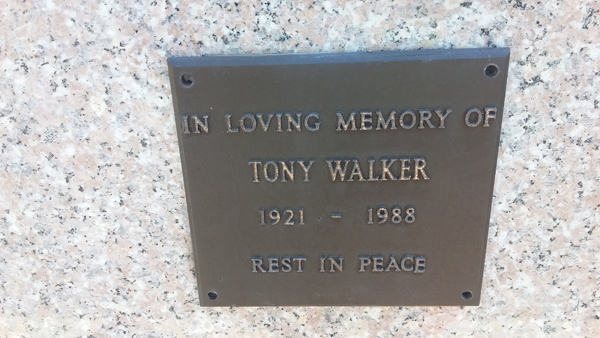 IN LOVING MEMORY OF
TONY WALKER
1921 - 1988
REST IN PEACE